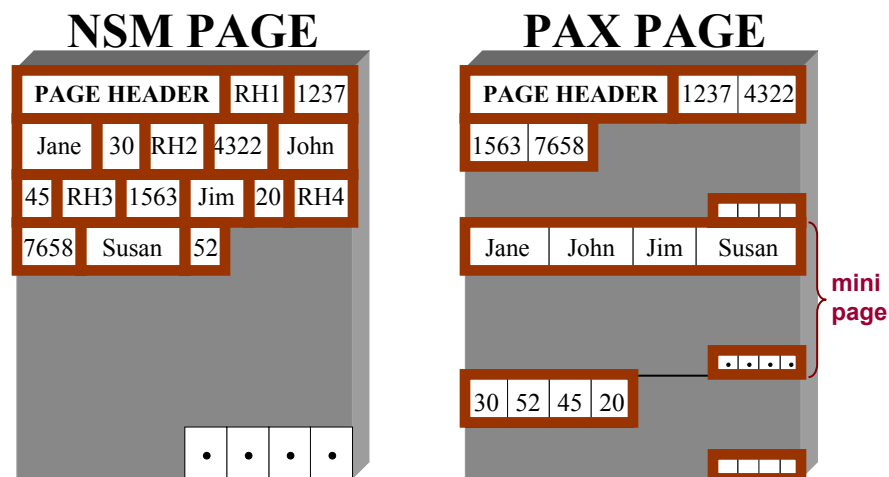 NSM PAGE
PAGE HEADER RH1 1237
Jane 30 RH2 4322 John
45 RH3 1563 Jim 20 RH4
7658 Susan 52
PAX PAGE
PAGE HEADER 1237 4322
1563 7658
Jane John Jim Susan
mini
page
30 52 45 20